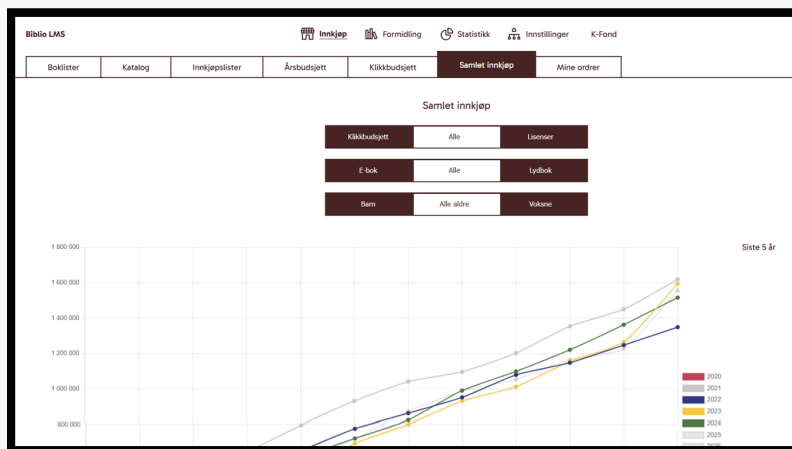 Biblio LMS Innkjøp Formidling Statistikk Innstillinger K-Fond
Boklister Katalog Innkjøpslister Årsbudsjett Klikkbudsjett Samlet innkjøp Mine ordrer
Samlet innkjøp
Klikkbudsjett Alle Lisenser
E-bok Alle Lydbok
Barn Alle aldre Voksne
Siste 5 år
1 800 000
1 600 000
1 400 000
1 200 000
1 000 000
800 000
2020
2021
2022
2023
2024
2025